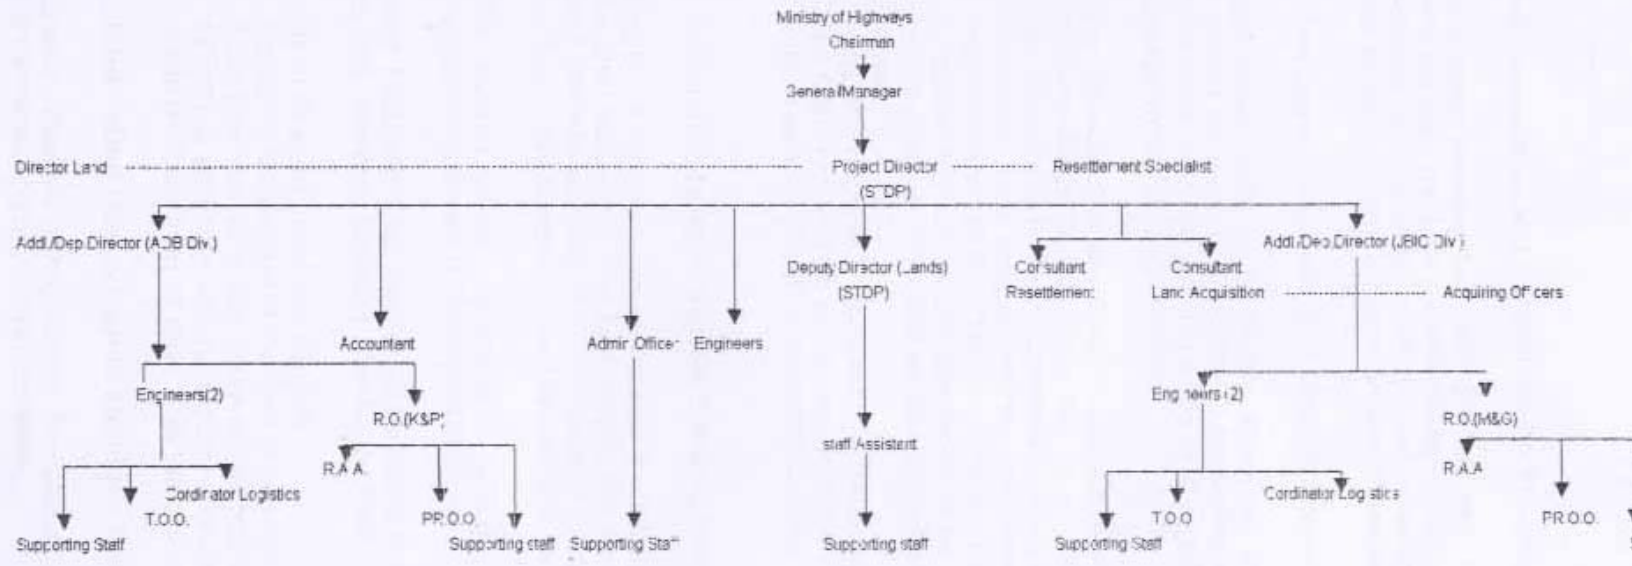 Ministry of Highways
Chairman
General Manager
Director Land
Project Director
(STDP)
Resettlement Specialist
Addl./Dep.Director (ADB Div.)
Deputy Director (Lands)
(STDP)
Consultant
Resettlement
Consultant
Land Acquisition
Addl./Dep.Director (JBIC Div.)
Acquiring Officers
Accountant
Admin Officer
Engineers
Engineers(2)
R.O.(K&P)
staff Assistant
Engineers(2)
R.O.(M&G)
R.A.A.
R.A.A
Cordinator Logistics
T.O.O.
PR.O.O.
Cordinator Logistics
T.O.O
PR.O.O.
Supporting Staff
Supporting staff
Supporting Staff
Supporting staff
Supporting Staff